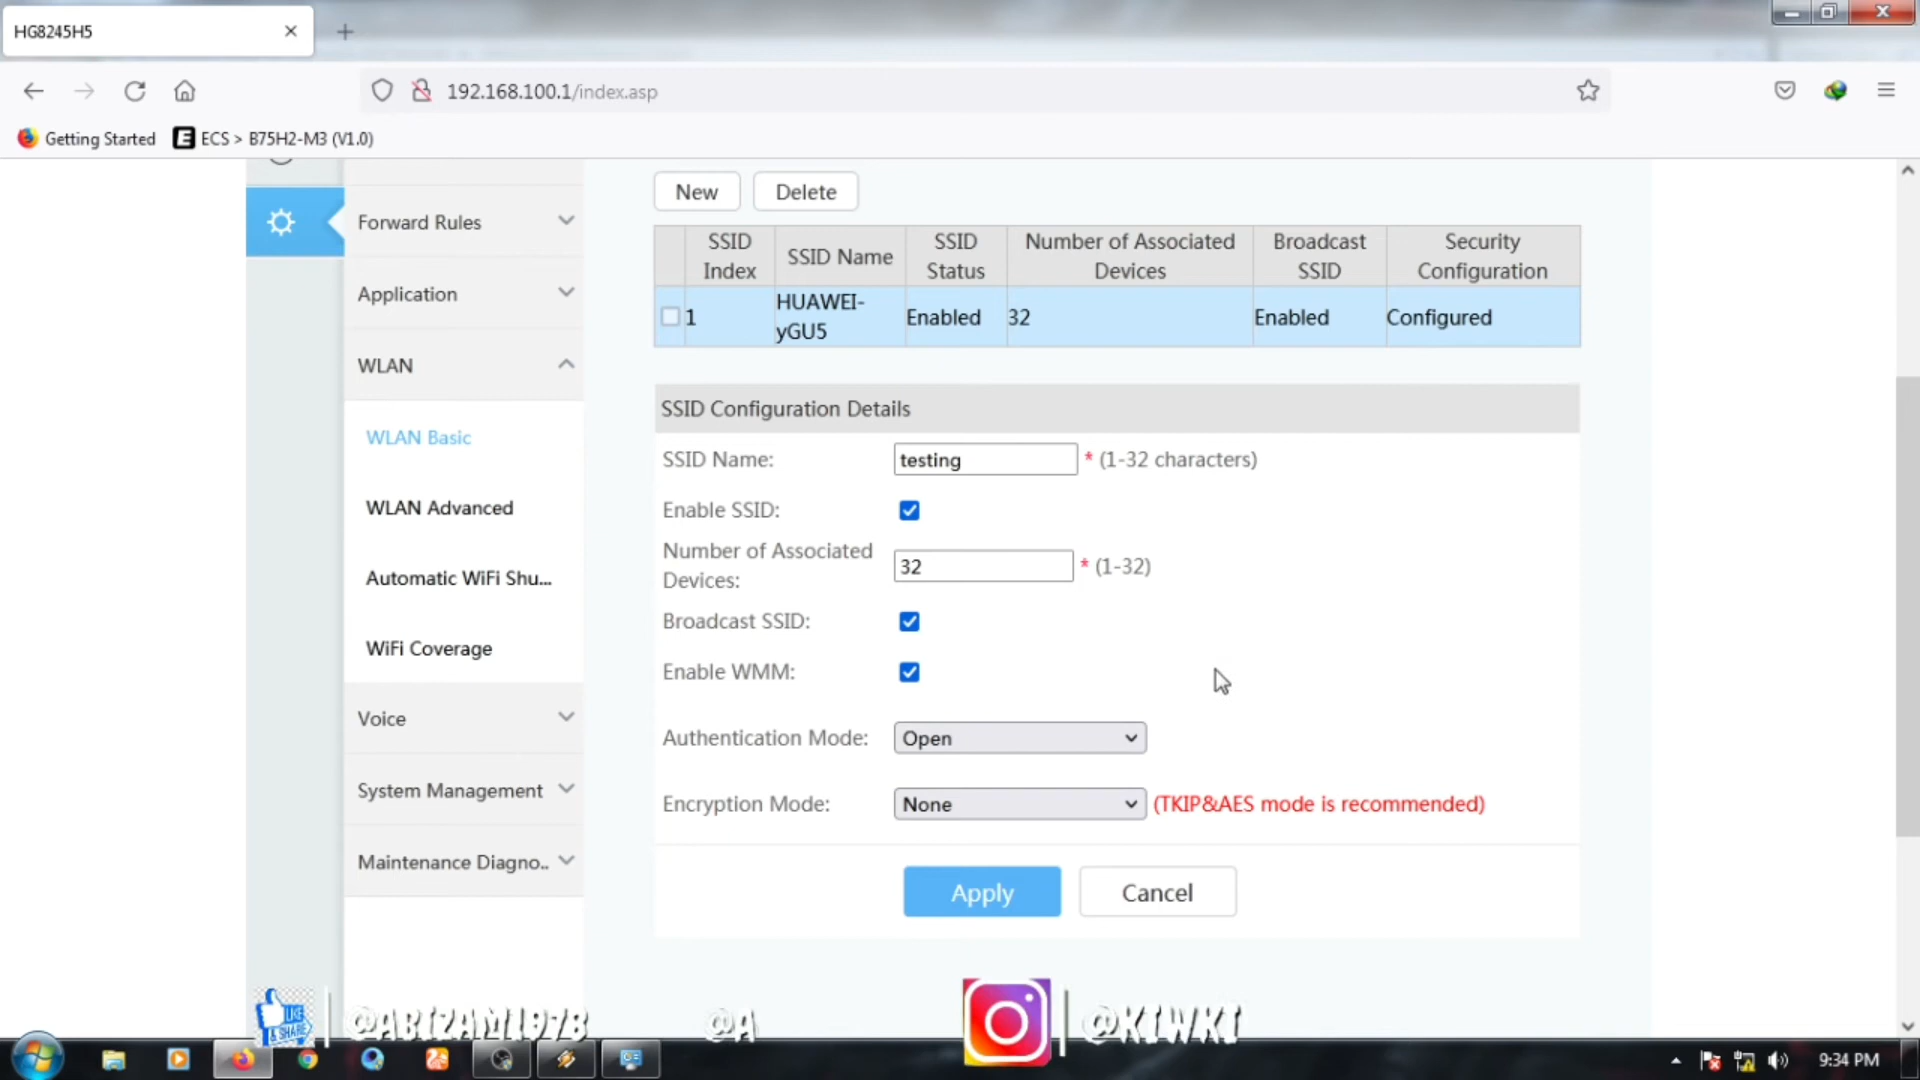 HG8245H5
192.168.100.1/index.asp
Getting Started
ECS > B75H2-M3 (V1.0)
Forward Rules
Application
WLAN
WLAN Basic
WLAN Advanced
Automatic WiFi Shu...
WiFi Coverage
Voice
System Management
Maintenance Diagno..
New
Delete
SSID Index
SSID Name
SSID Status
Number of Associated Devices
Broadcast SSID
Security Configuration
1
HUAWEI-yGU5
Enabled
32
Enabled
Configured
SSID Configuration Details
SSID Name:
testing
* (1-32 characters)
Enable SSID:
Number of Associated Devices:
32
* (1-32)
Broadcast SSID:
Enable WMM:
Authentication Mode:
Open
Encryption Mode:
None
(TKIP&AES mode is recommended)
Apply
Cancel
LIKE
& SHARE
@ABIZAM1978
@A
@KIWKI
9:34 PM